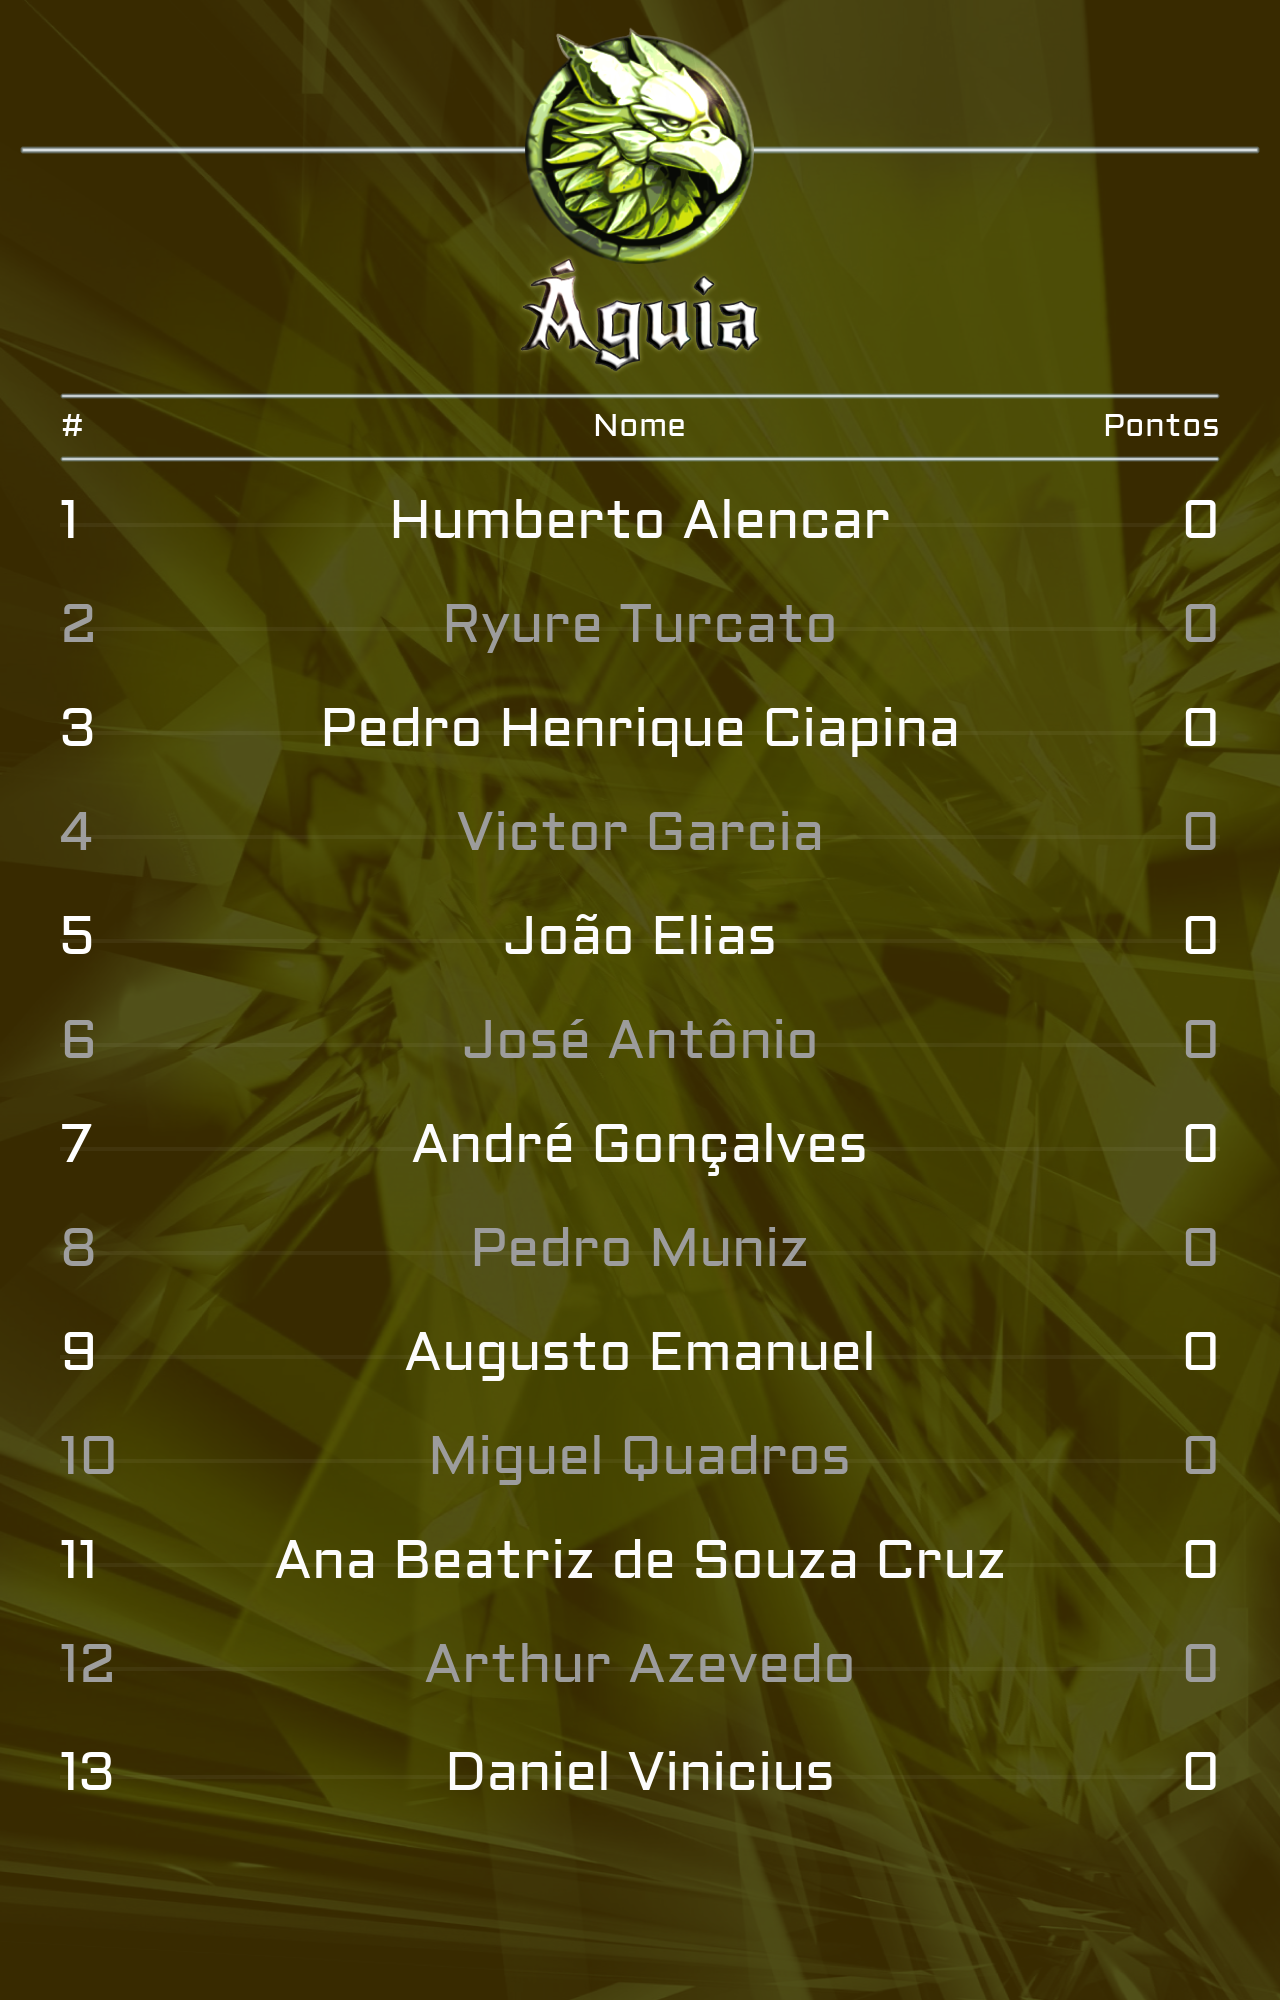 Águia
# Nome Pontos
1 Humberto Alencar 0
2 Ryure Turcato 0
3 Pedro Henrique Ciapina 0
4 Victor Garcia 0
5 João Elias 0
6 José Antônio 0
7 André Gonçalves 0
8 Pedro Muniz 0
9 Augusto Emanuel 0
10 Miguel Quadros 0
11 Ana Beatriz de Souza Cruz 0
12 Arthur Azevedo 0
13 Daniel Vinicius 0